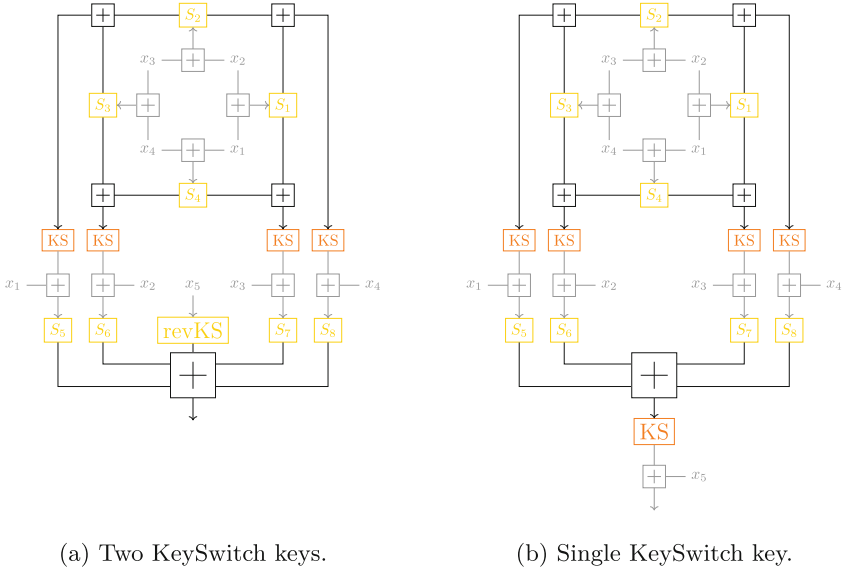 S₂ S₂
+ + + +
x₃ + x₂ x₃ + x₂
S₃ + + S₁ S₃ + + S₁
x₄ + x₁ x₄ + x₁
+ S₄ + + S₄ +
KS KS KS KS KS KS KS KS
x₁ + + x₂ x₅ x₃ + + x₄ x₁ + + x₂ x₃ + + x₄
S₅ S₆ revKS S₇ S₈ S₅ S₆ S₇ S₈
+ +
KS
+ x₅
(a) Two KeySwitch keys. (b) Single KeySwitch key.